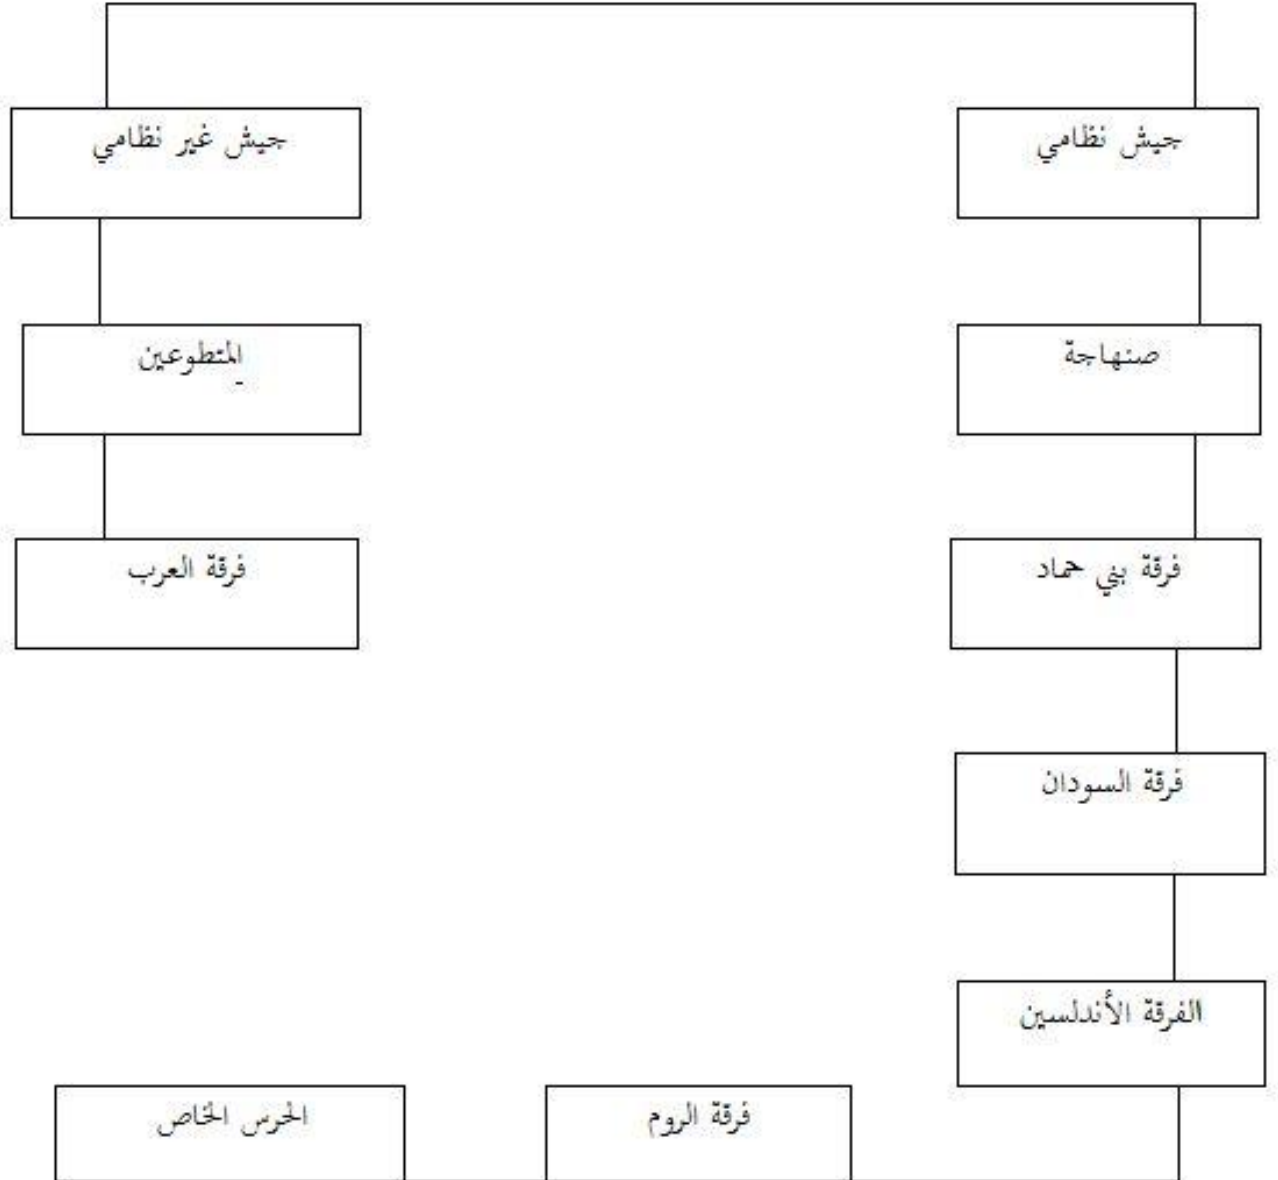 جيش نظامي
جيش غير نظامي
صنهاجة
المتطوعين
-
فرقة بني حماد
فرقة العرب
فرقة السودان
الفرقة الأندلسين
فرقة الروم
الحرس الخاص